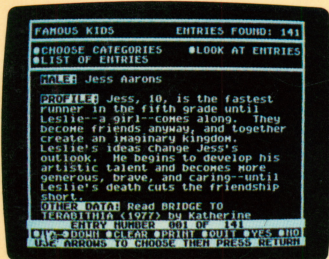 FAMOUS KIDS ENTRIES FOUND: 141
●CHOOSE CATEGORIES ●LOOK AT ENTRIES
●LIST OF ENTRIES
MALE: Jess Aarons
PROFILE: Jess, 10, is the fastest
runner in the fifth grade until
Leslie--a girl--comes along. They
become friends anyway, and together
create an imaginary kingdom.
Leslie's ideas change Jess's
outlook. He begins to develop his
artistic talent and becomes more
generous, brave, and caring--until
Leslie's death cuts the friendship
short.
OTHER DATA: Read BRIDGE TO
TERABITHIA (1977) by Katherine
ENTRY NUMBER 001 OF 141
●UP ●DOWN ●CLEAR ●PRINT ●QUIT ●YES ●NO
USE ARROWS TO CHOOSE THEN PRESS RETURN